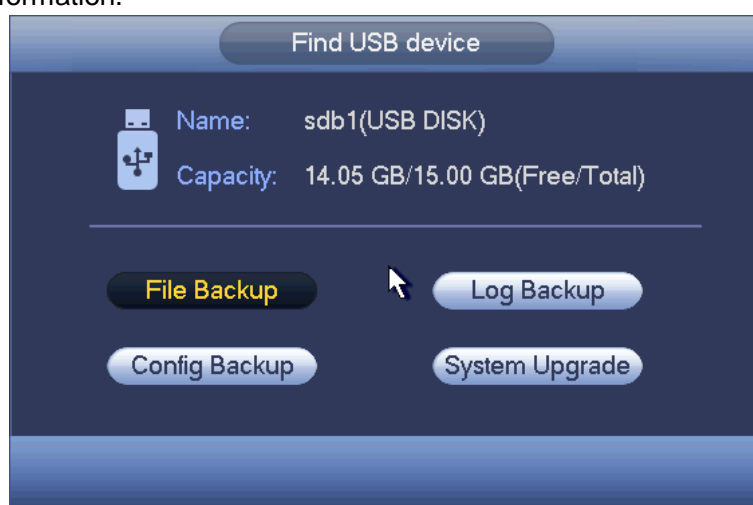 formation.
Find USB device
Name: sdb1(USB DISK)
Capacity: 14.05 GB/15.00 GB(Free/Total)
File Backup Log Backup
Config Backup System Upgrade